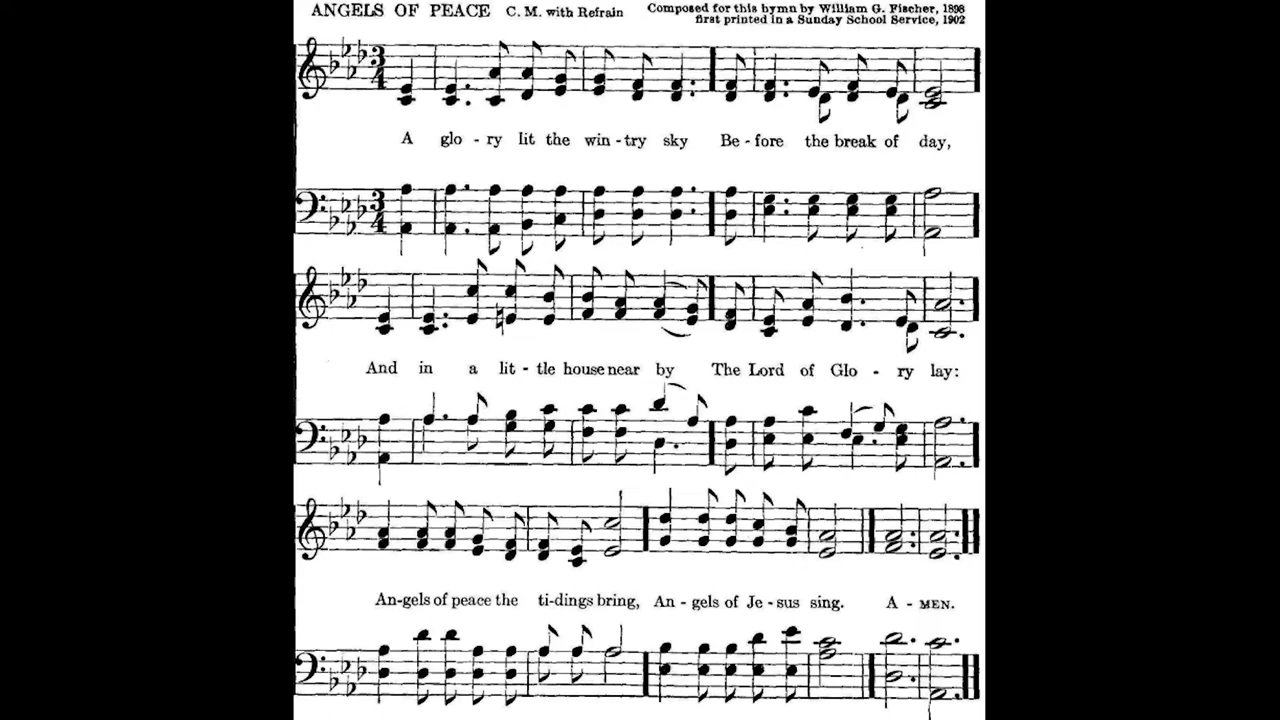 ANGELS OF PEACE C. M. with Refrain Composed for this hymn by William G. Fischer, 1898
first printed in a Sunday School Service, 1902
A glo - ry lit the win - try sky Be - fore the break of day,
And in a lit - tle house near by The Lord of Glo - ry lay:
An-gels of peace the ti-dings bring, An - gels of Je - sus sing. A - MEN.